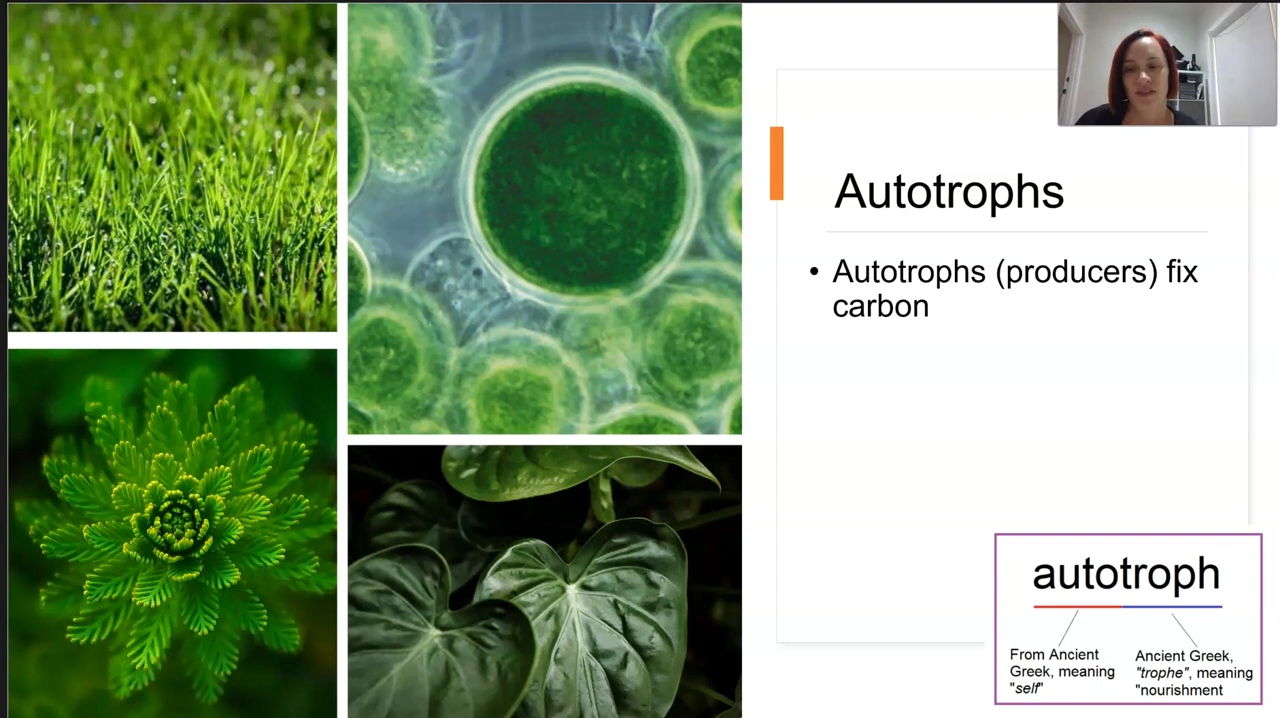 Autotrophs
• Autotrophs (producers) fix
carbon
autotroph
From Ancient
Greek, meaning
"self"
Ancient Greek,
"trophe", meaning
"nourishment